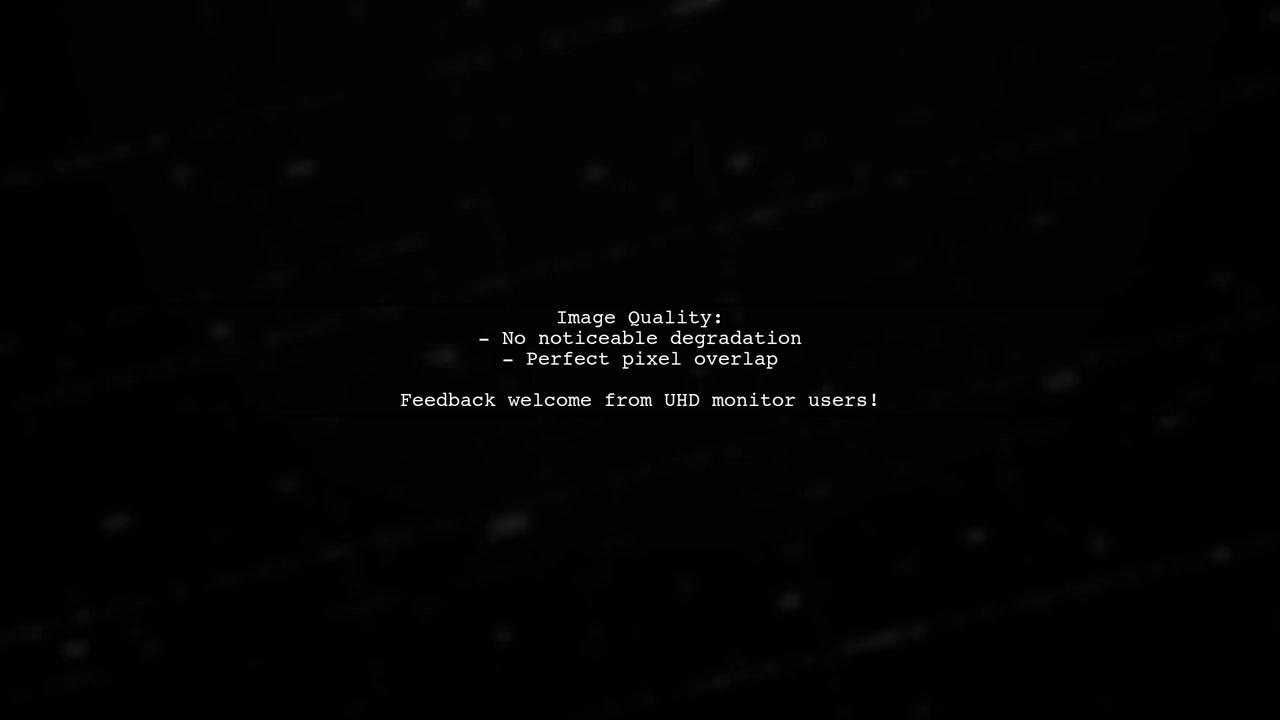 Image Quality:
- No noticeable degradation
- Perfect pixel overlap
Feedback welcome from UHD monitor users!